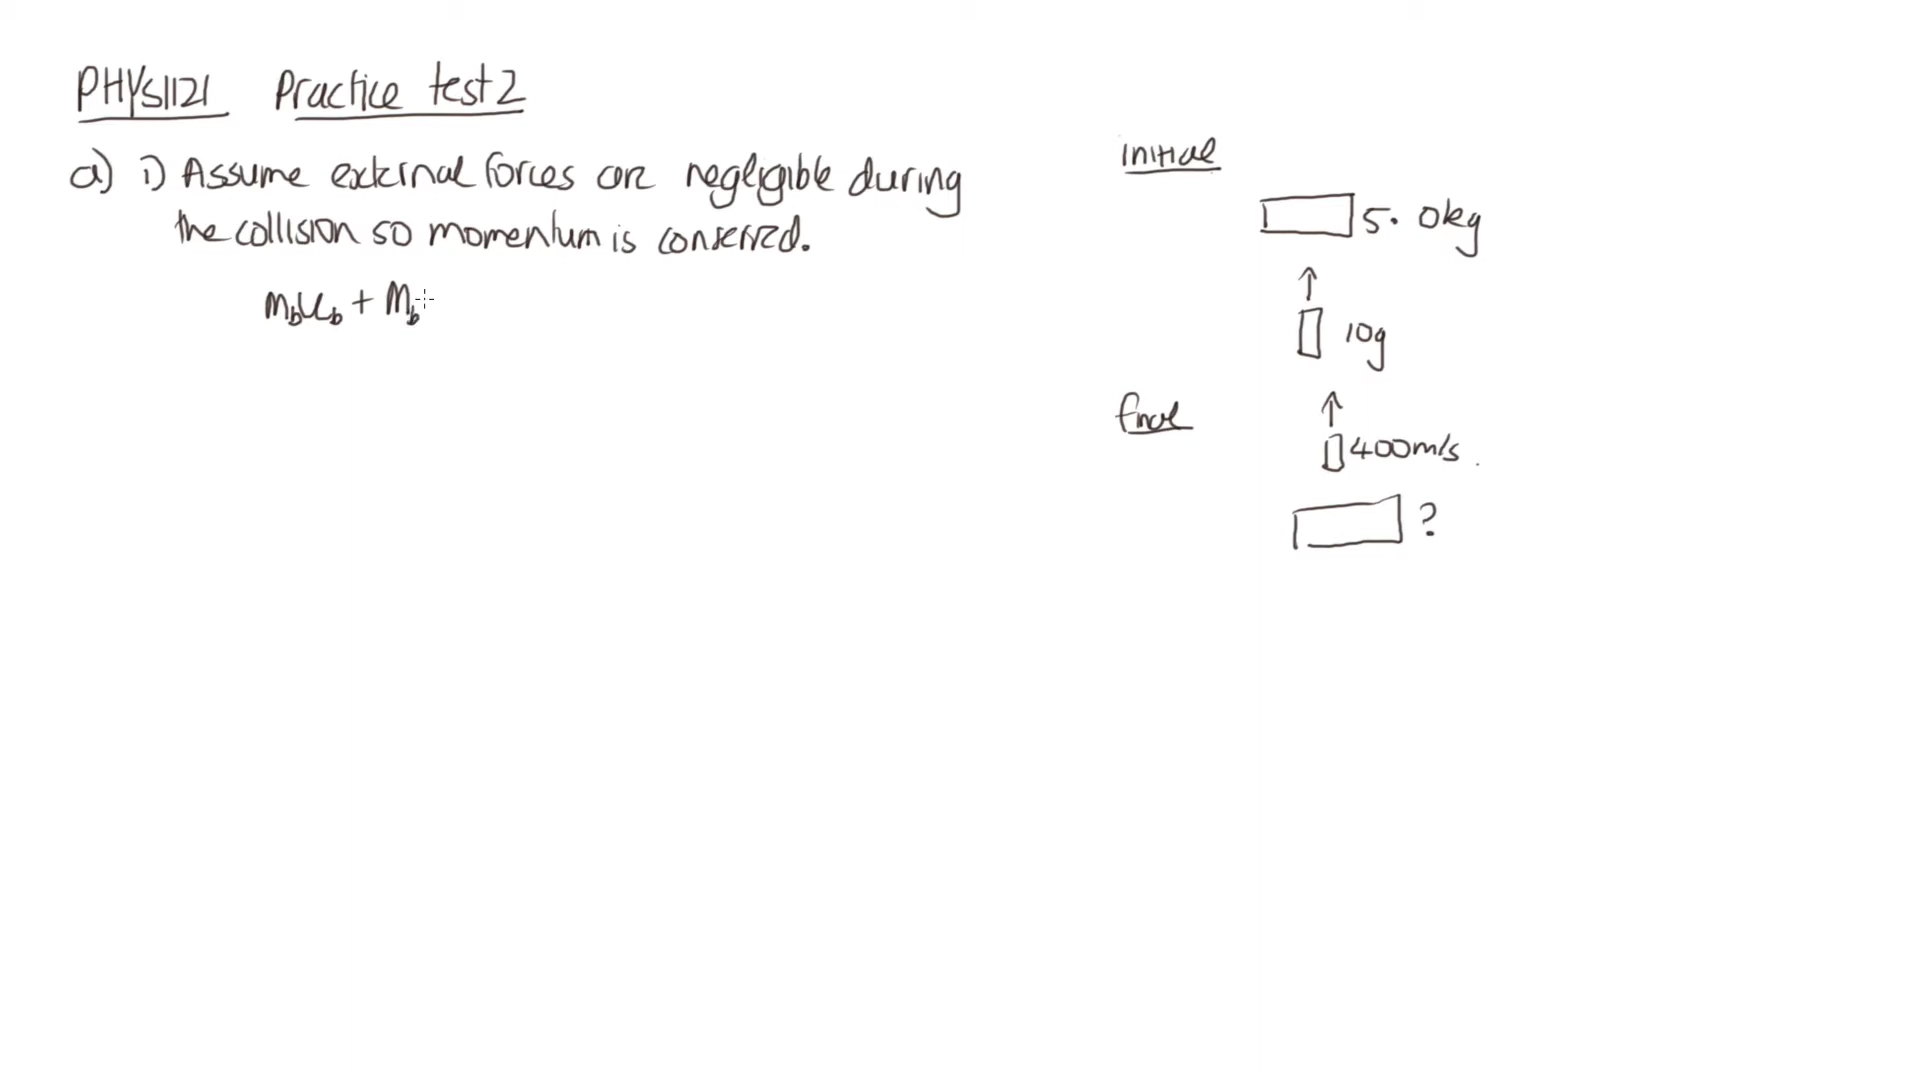 PHYS1121 Practice test 2
a) i) Assume external forces are negligible during
the collision so momentum is conserved.
m_b u_b + M_b
initial
5.0kg
10g
final
400m/s.
?